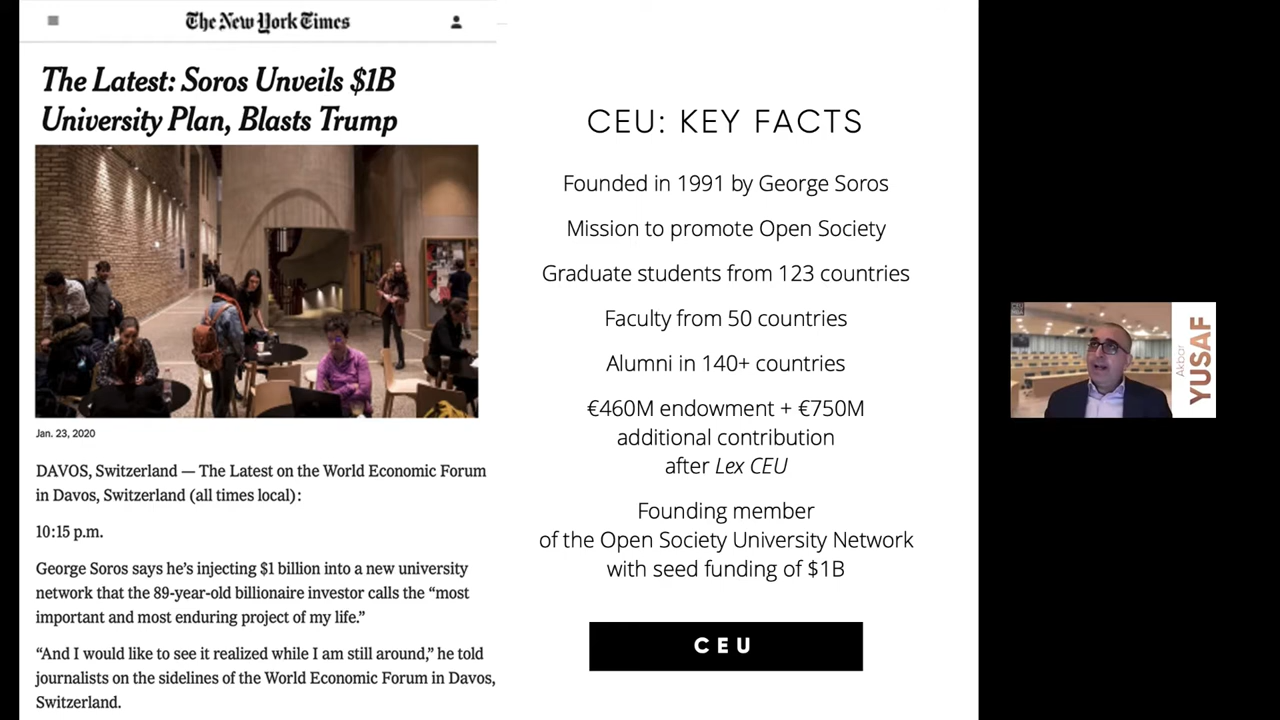 The New York Times
The Latest: Soros Unveils $1B
University Plan, Blasts Trump
Jan. 23, 2020
DAVOS, Switzerland — The Latest on the World Economic Forum
in Davos, Switzerland (all times local):
10:15 p.m.
George Soros says he’s injecting $1 billion into a new university
network that the 89-year-old billionaire investor calls the “most
important and most enduring project of my life.”
“And I would like to see it realized while I am still around,” he told
journalists on the sidelines of the World Economic Forum in Davos,
Switzerland.
CEU: KEY FACTS
Founded in 1991 by George Soros
Mission to promote Open Society
Graduate students from 123 countries
Faculty from 50 countries
Alumni in 140+ countries
€460M endowment + €750M
additional contribution
after Lex CEU
Founding member
of the Open Society University Network
with seed funding of $1B
CEU
Akbar
YUSAF